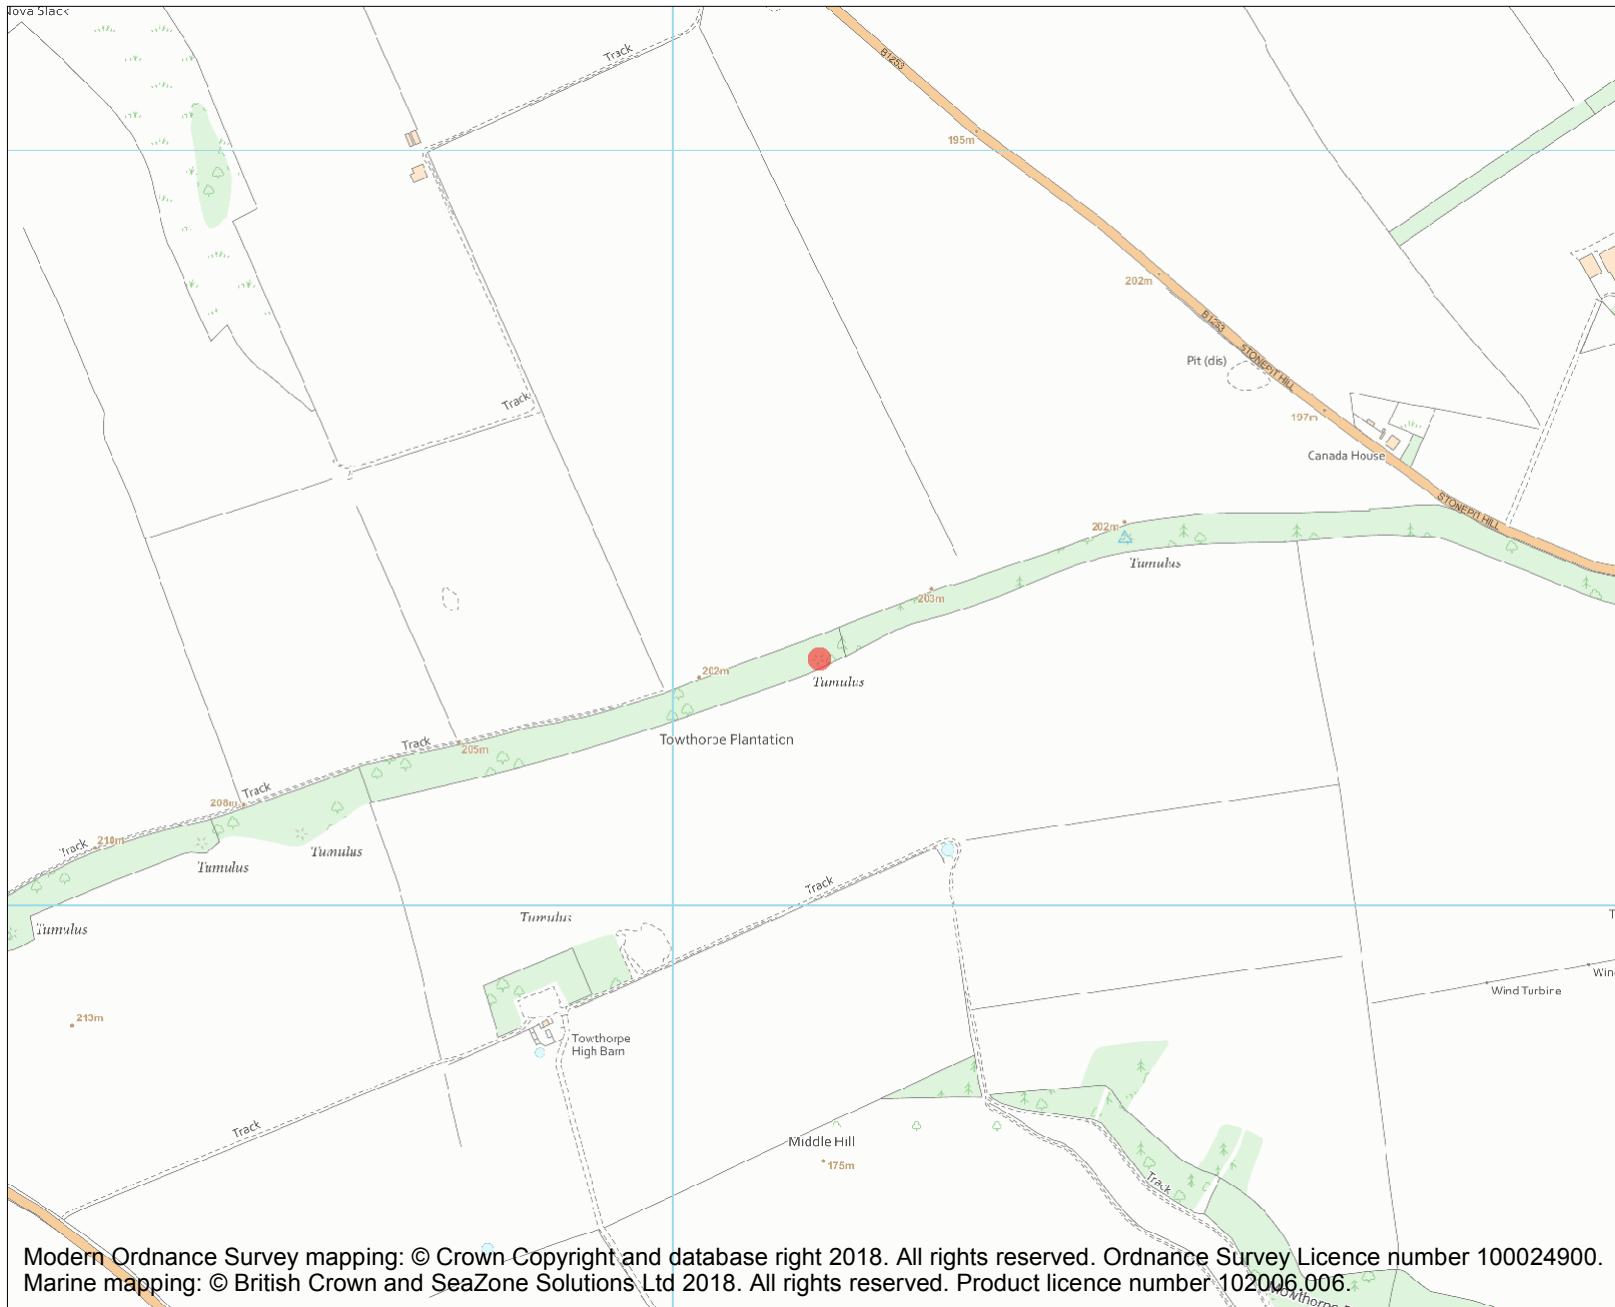 Nova Slack
Track
B1253
195m
202m
B1253
STONEPIT HILL
Pit (dis)
197m
Canada House
STONEPIT HILL
Track
202m
Tumulus
203m
202m
Tumulus
Towthorpe Plantation
Track
205m
Track
208m
Track
210m
Tumulus
Tumulus
Tumulus
Tumulus
Track
213m
Towthorpe
High Barn
Wind Turbine
Track
Middle Hill
175m
Track
Modern Ordnance Survey mapping: © Crown Copyright and database right 2018. All rights reserved. Ordnance Survey Licence number 100024900.
Marine mapping: © British Crown and SeaZone Solutions Ltd 2018. All rights reserved. Product licence number 102006.006.